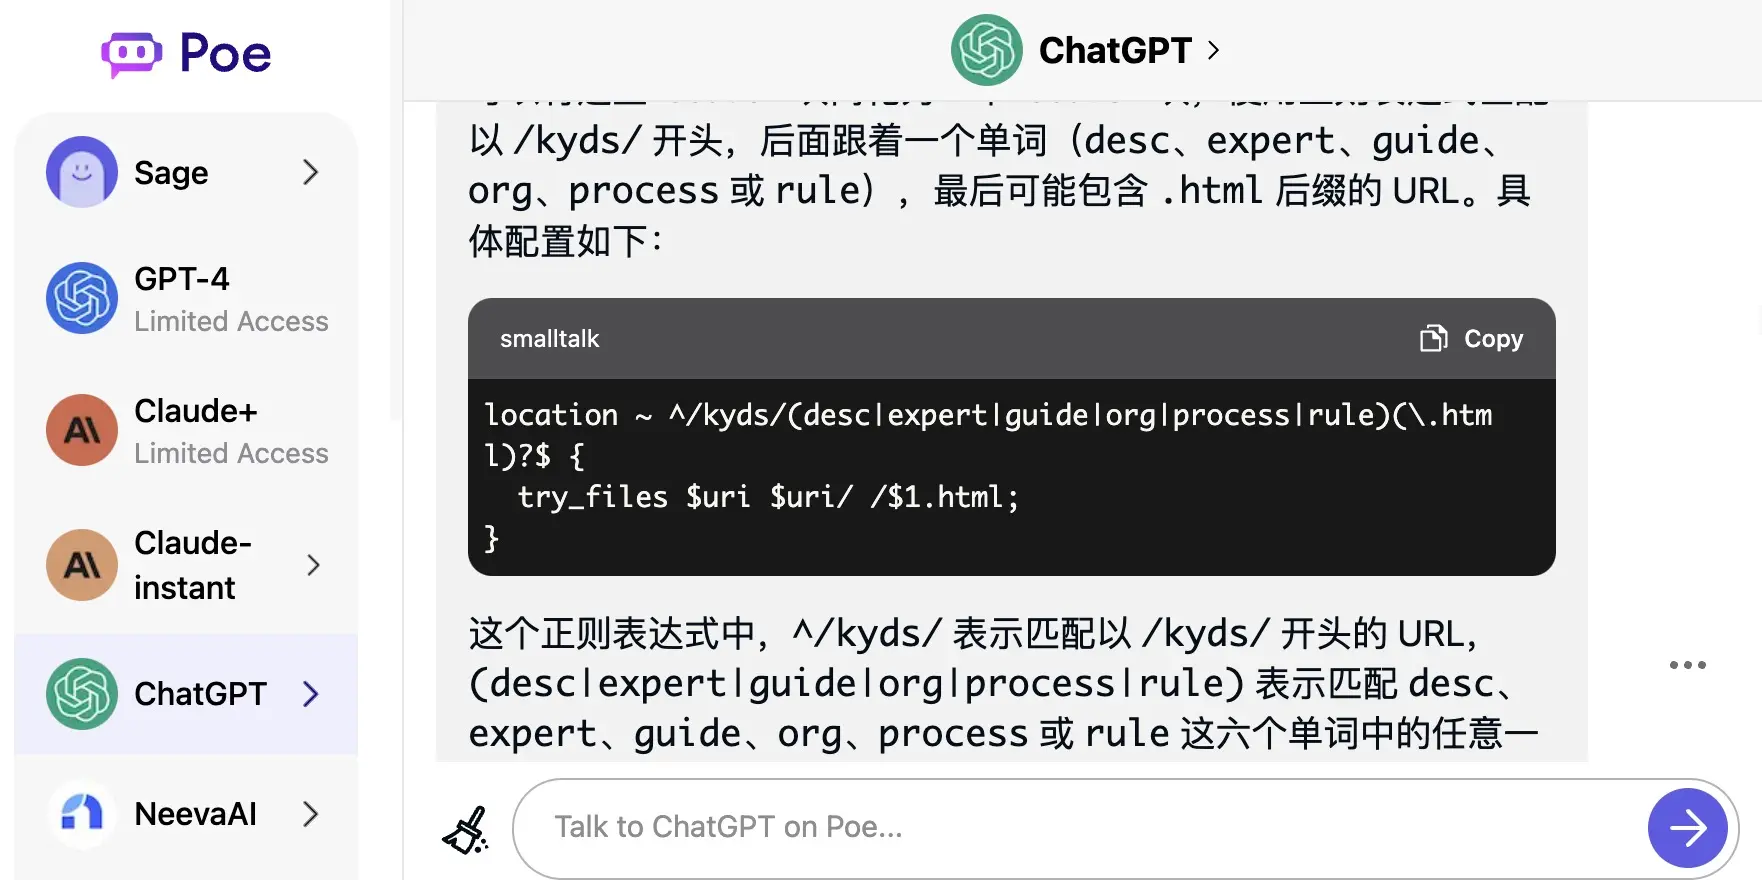 Poe
Sage
GPT-4
Limited Access
Claude+
Limited Access
Claude-
instant
ChatGPT
NeevaAI
ChatGPT
以 /kyds/ 开头，后面跟着一个单词（desc、expert、guide、
org、process 或 rule），最后可能包含 .html 后缀的 URL。具
体配置如下：
smalltalk
Copy
location ~ ^/kyds/(desc|expert|guide|org|process|rule)(\.htm
l)?$ {
try_files $uri $uri/ /$1.html;
}
这个正则表达式中，^/kyds/ 表示匹配以 /kyds/ 开头的 URL，
(desc|expert|guide|org|process|rule) 表示匹配 desc、
expert、guide、org、process 或 rule 这六个单词中的任意一
Talk to ChatGPT on Poe...